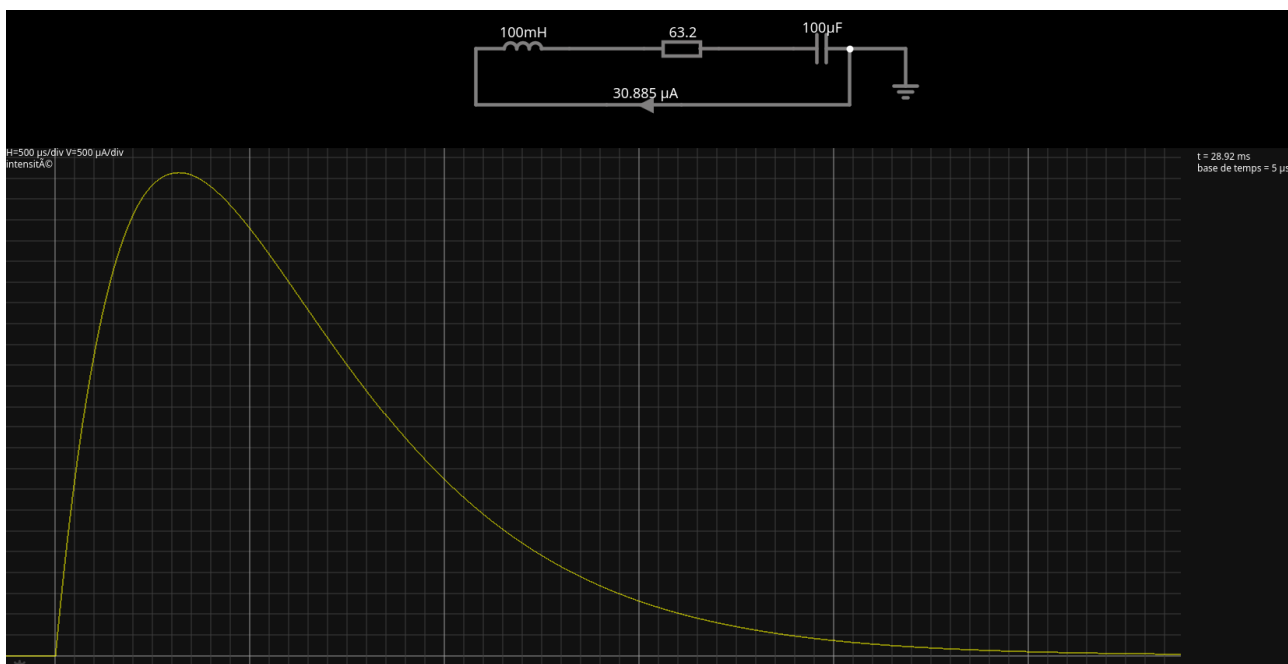 100mH
63.2
100µF
30.885 µA
H=500 µs/div V=500 µA/div
intensitÃ©
t = 28.92 ms
base de temps = 5 µs